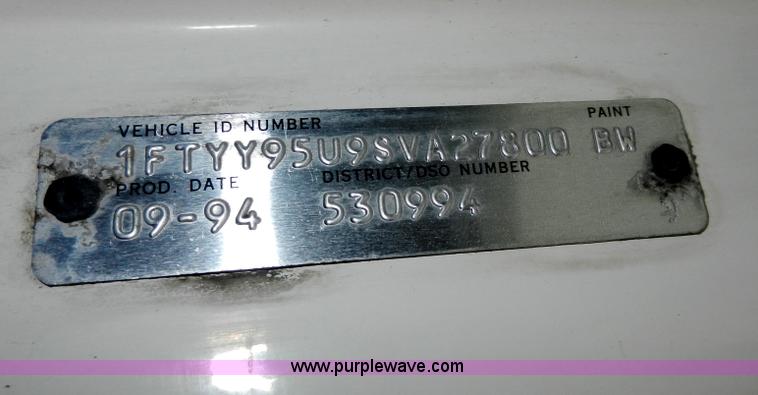 VEHICLE ID NUMBER PAINT
1FTYY95U9SVA27800 BW
PROD. DATE DISTRICT/DSO NUMBER
09-94 530994
www.purplewave.com